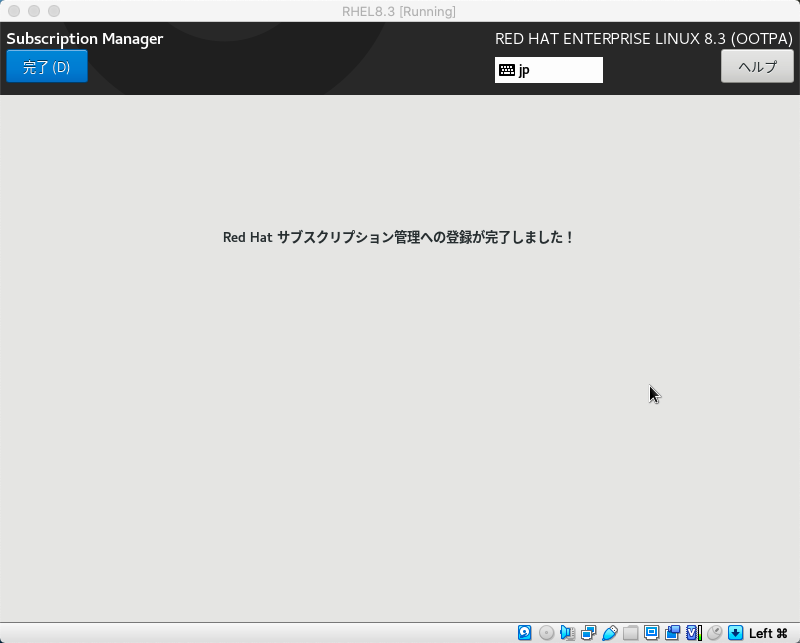 RHEL8.3 [Running]
Subscription Manager
RED HAT ENTERPRISE LINUX 8.3 (OOTPA)
完了 (D)
jp
ヘルプ
Red Hat サブスクリプション管理への登録が完了しました！
Left ⌘